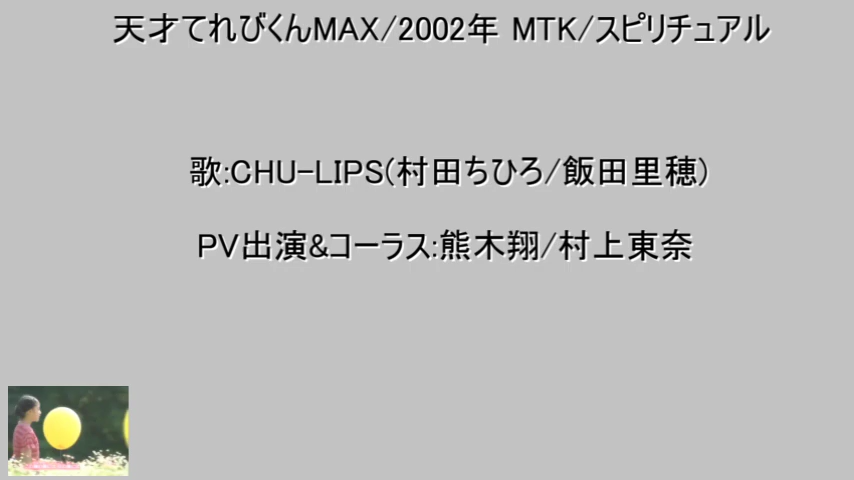 天才てれびくんMAX/2002年 MTK/スピリチュアル
歌:CHU-LIPS(村田ちひろ/飯田里穂)
PV出演&コーラス:熊木翔/村上東奈